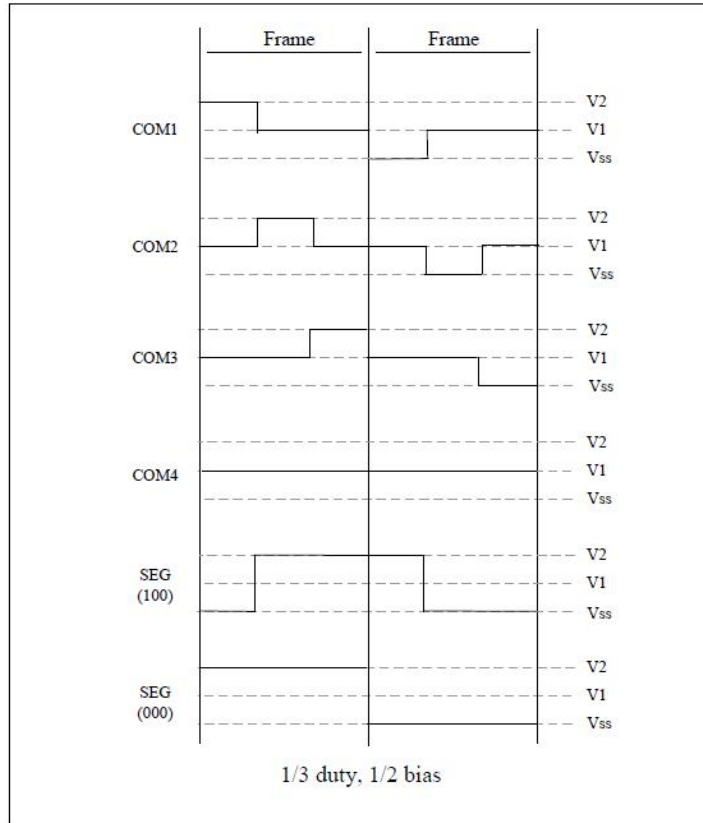 Frame Frame
V2
COM1 V1
Vss
V2
COM2 V1
Vss
V2
COM3 V1
Vss
V2
COM4 V1
Vss
V2
SEG V1
(100) Vss
V2
SEG V1
(000) Vss
1/3 duty, 1/2 bias